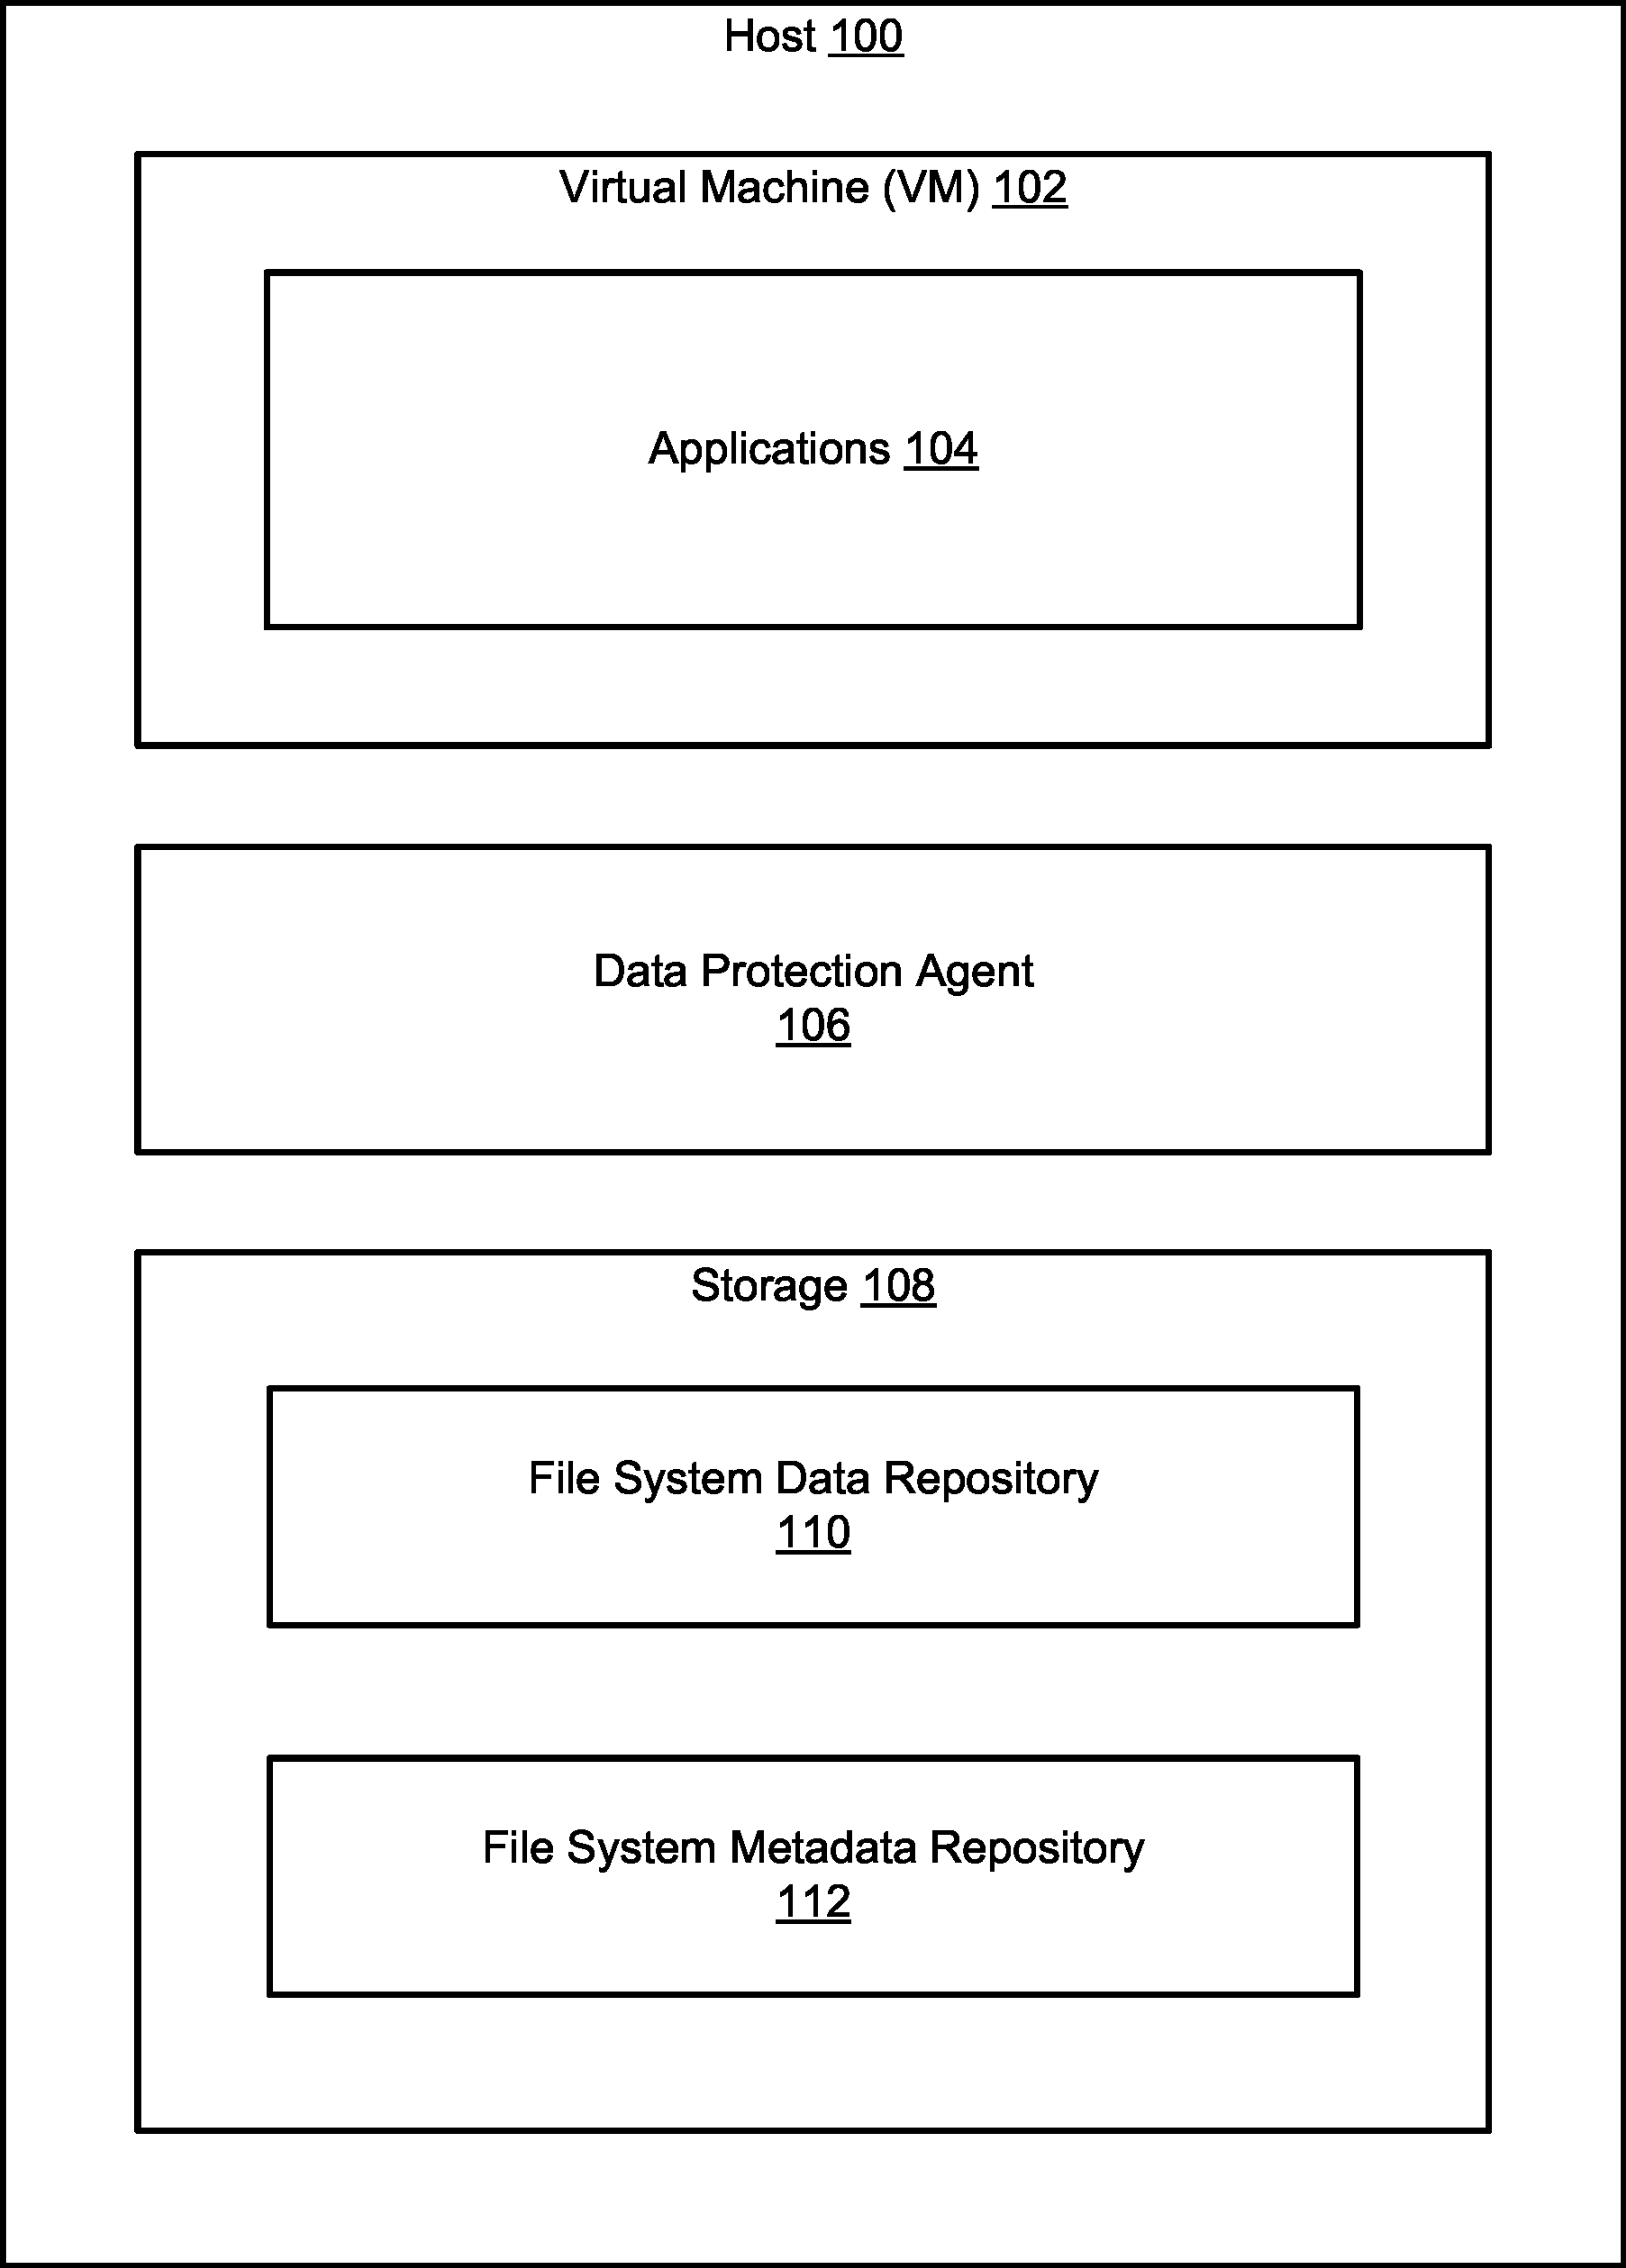 Host 100
Virtual Machine (VM) 102
Applications 104
Data Protection Agent
106
Storage 108
File System Data Repository
110
File System Metadata Repository
112